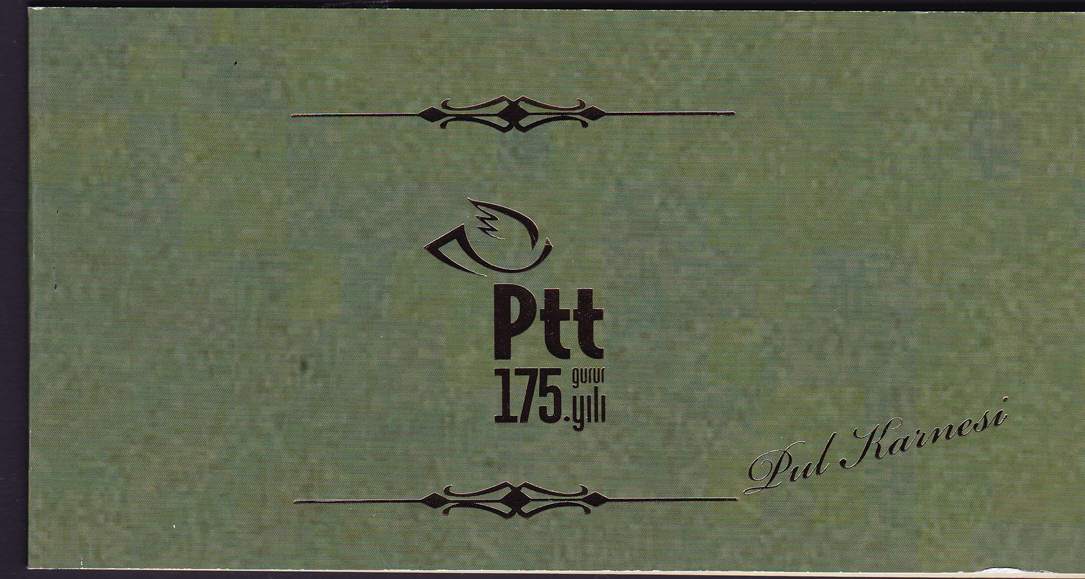 Ptt
175. gurur
yılı
Pul Karnesi